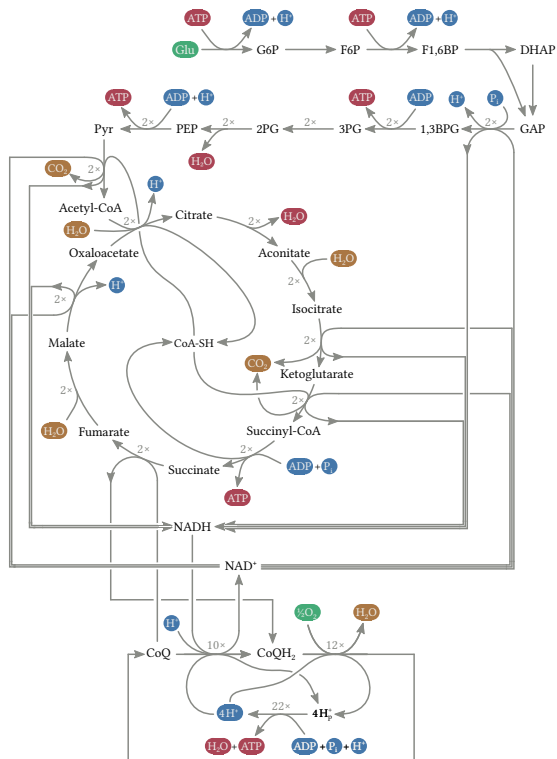 ATP ADP + H⁺ ATP ADP + H⁺
Glu G6P F6P F1,6BP DHAP
ATP ADP + H⁺ ATP ADP H⁺ Pᵢ
Pyr 2× PEP 2× 2PG 2× 3PG 2× 1,3BPG 2× GAP
H₂O
CO₂ 2×
H⁺
Acetyl-CoA
Citrate 2× H₂O
H₂O 2×
Oxaloacetate
Aconitate
H₂O
2×
H⁺
2×
Isocitrate
Malate
CoA-SH
2×
CO₂
Ketoglutarate
2×
2×
H₂O
Fumarate
Succinyl-CoA
2× 2×
Succinate
ADP + Pᵢ
ATP
NADH
NAD⁺
H⁺ ½O₂ H₂O
CoQ 10× CoQH₂ 12×
4H⁺ 22× 4H⁺ₚ
H₂O + ATP ADP + Pᵢ + H⁺